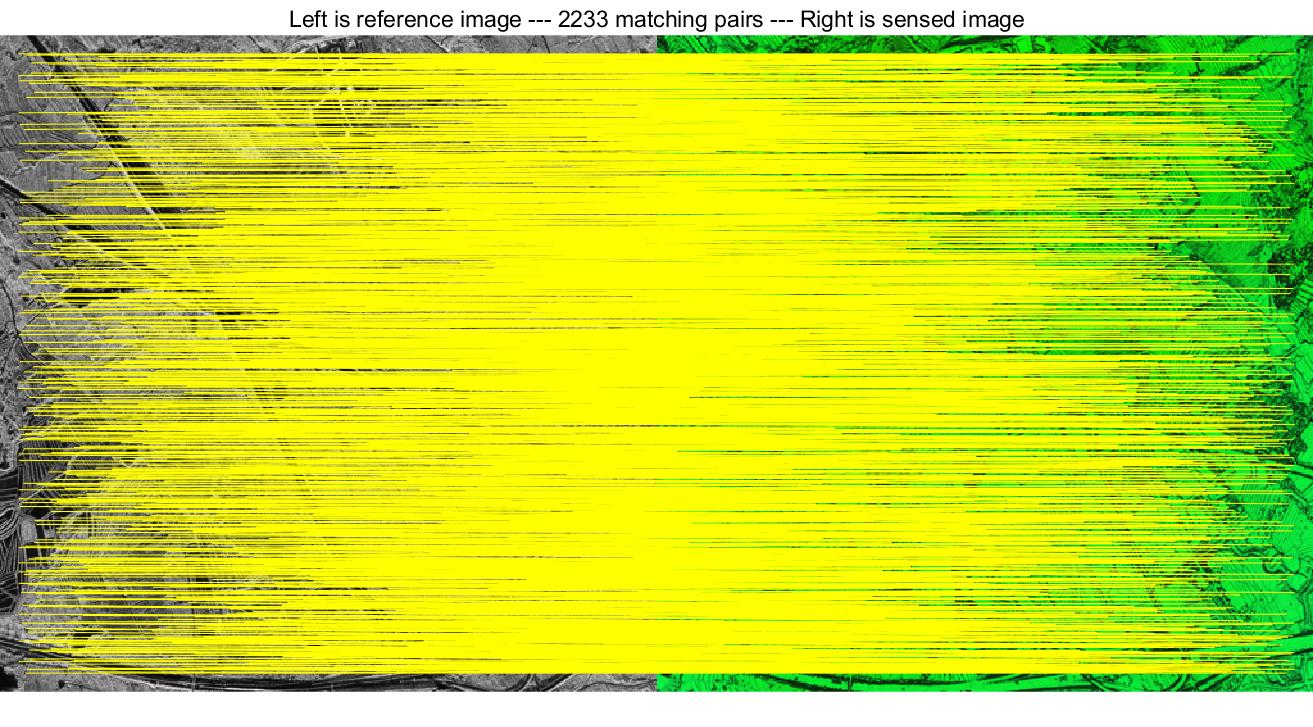 Left is reference image --- 2233 matching pairs --- Right is sensed image